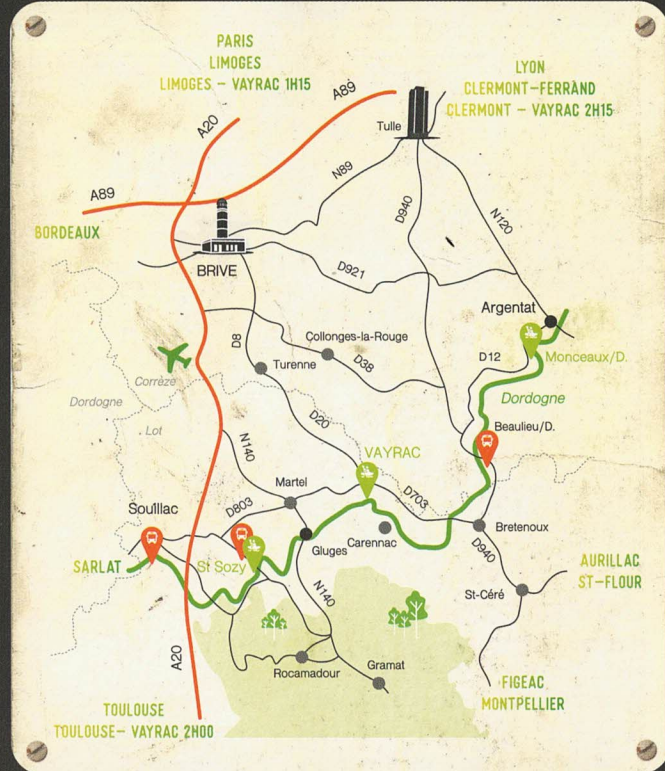 PARIS
LIMOGES
LIMOGES – VAYRAC 1H15
LYON
CLERMONT–FERRAND
CLERMONT – VAYRAC 2H15
A20
A89
Tulle
A89
N89
D940
N120
BORDEAUX
BRIVE
D921
Argentat
D8
Collonges-la-Rouge
D12
Monceaux/D.
Turenne
D38
Corrèze
Dordogne
Dordogne
Lot
D20
Beaulieu/D.
N140
VAYRAC
Martel
D703
Souillac
D803
Bretenoux
Gluges
Carennac
D940
SARLAT
St Sozy
AURILLAC
ST–FLOUR
N140
St-Céré
A20
Rocamadour
Gramat
FIGEAC
MONTPELLIER
TOULOUSE
TOULOUSE– VAYRAC 2H00